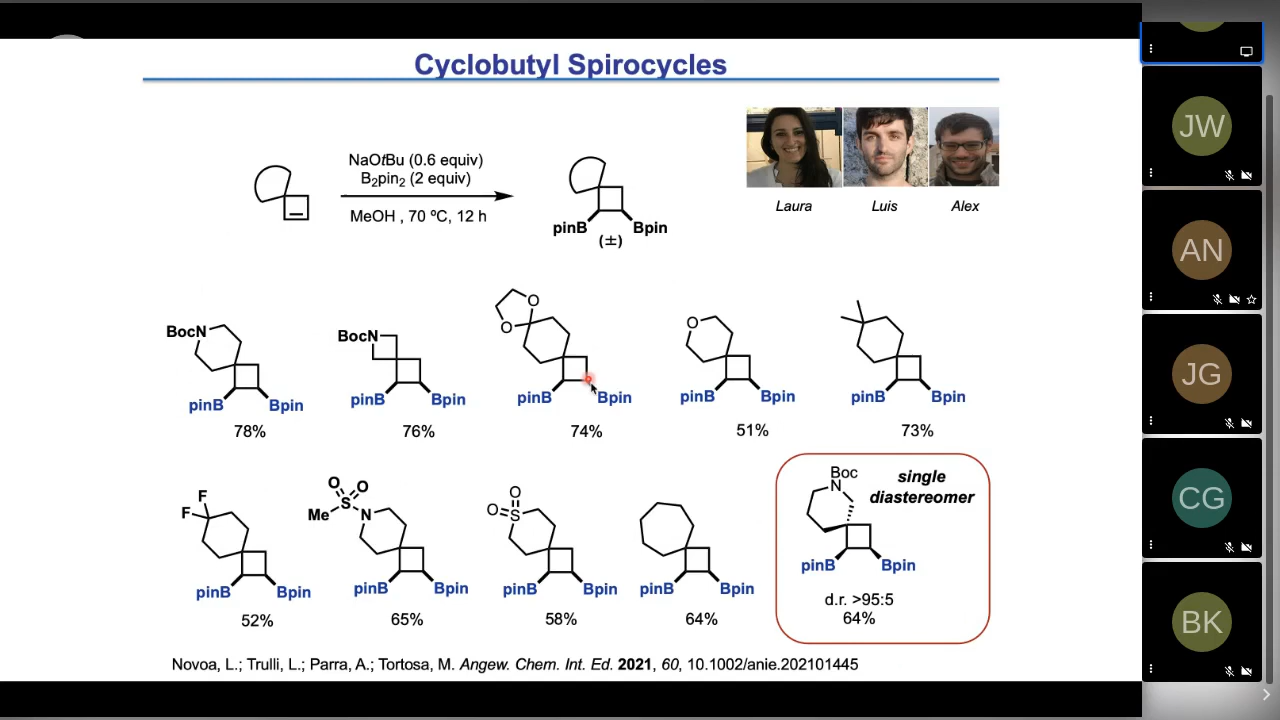 Cyclobutyl Spirocycles
NaOtBu (0.6 equiv)
B₂pin₂ (2 equiv)
MeOH , 70 ºC, 12 h
pinB
Bpin
(±)
Laura
Luis
Alex
BocN
pinB
Bpin
78%
BocN
pinB
Bpin
76%
O
O
pinB
Bpin
74%
O
pinB
Bpin
51%
pinB
Bpin
73%
F
F
pinB
Bpin
52%
O
O
S
Me
N
pinB
Bpin
65%
O
O
S
pinB
Bpin
58%
pinB
Bpin
64%
Boc
N
single
diastereomer
pinB
Bpin
d.r. >95:5
64%
Novoa, L.; Trulli, L.; Parra, A.; Tortosa, M. Angew. Chem. Int. Ed. 2021, 60, 10.1002/anie.202101445
JW
AN
JG
CG
BK